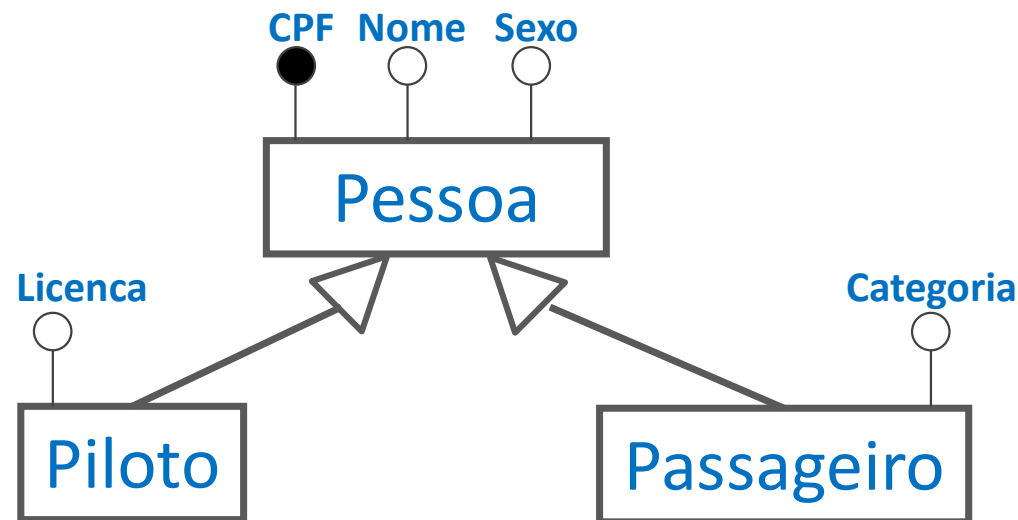 CPF Nome Sexo
Pessoa
Licenca
Categoria
Piloto
Passageiro